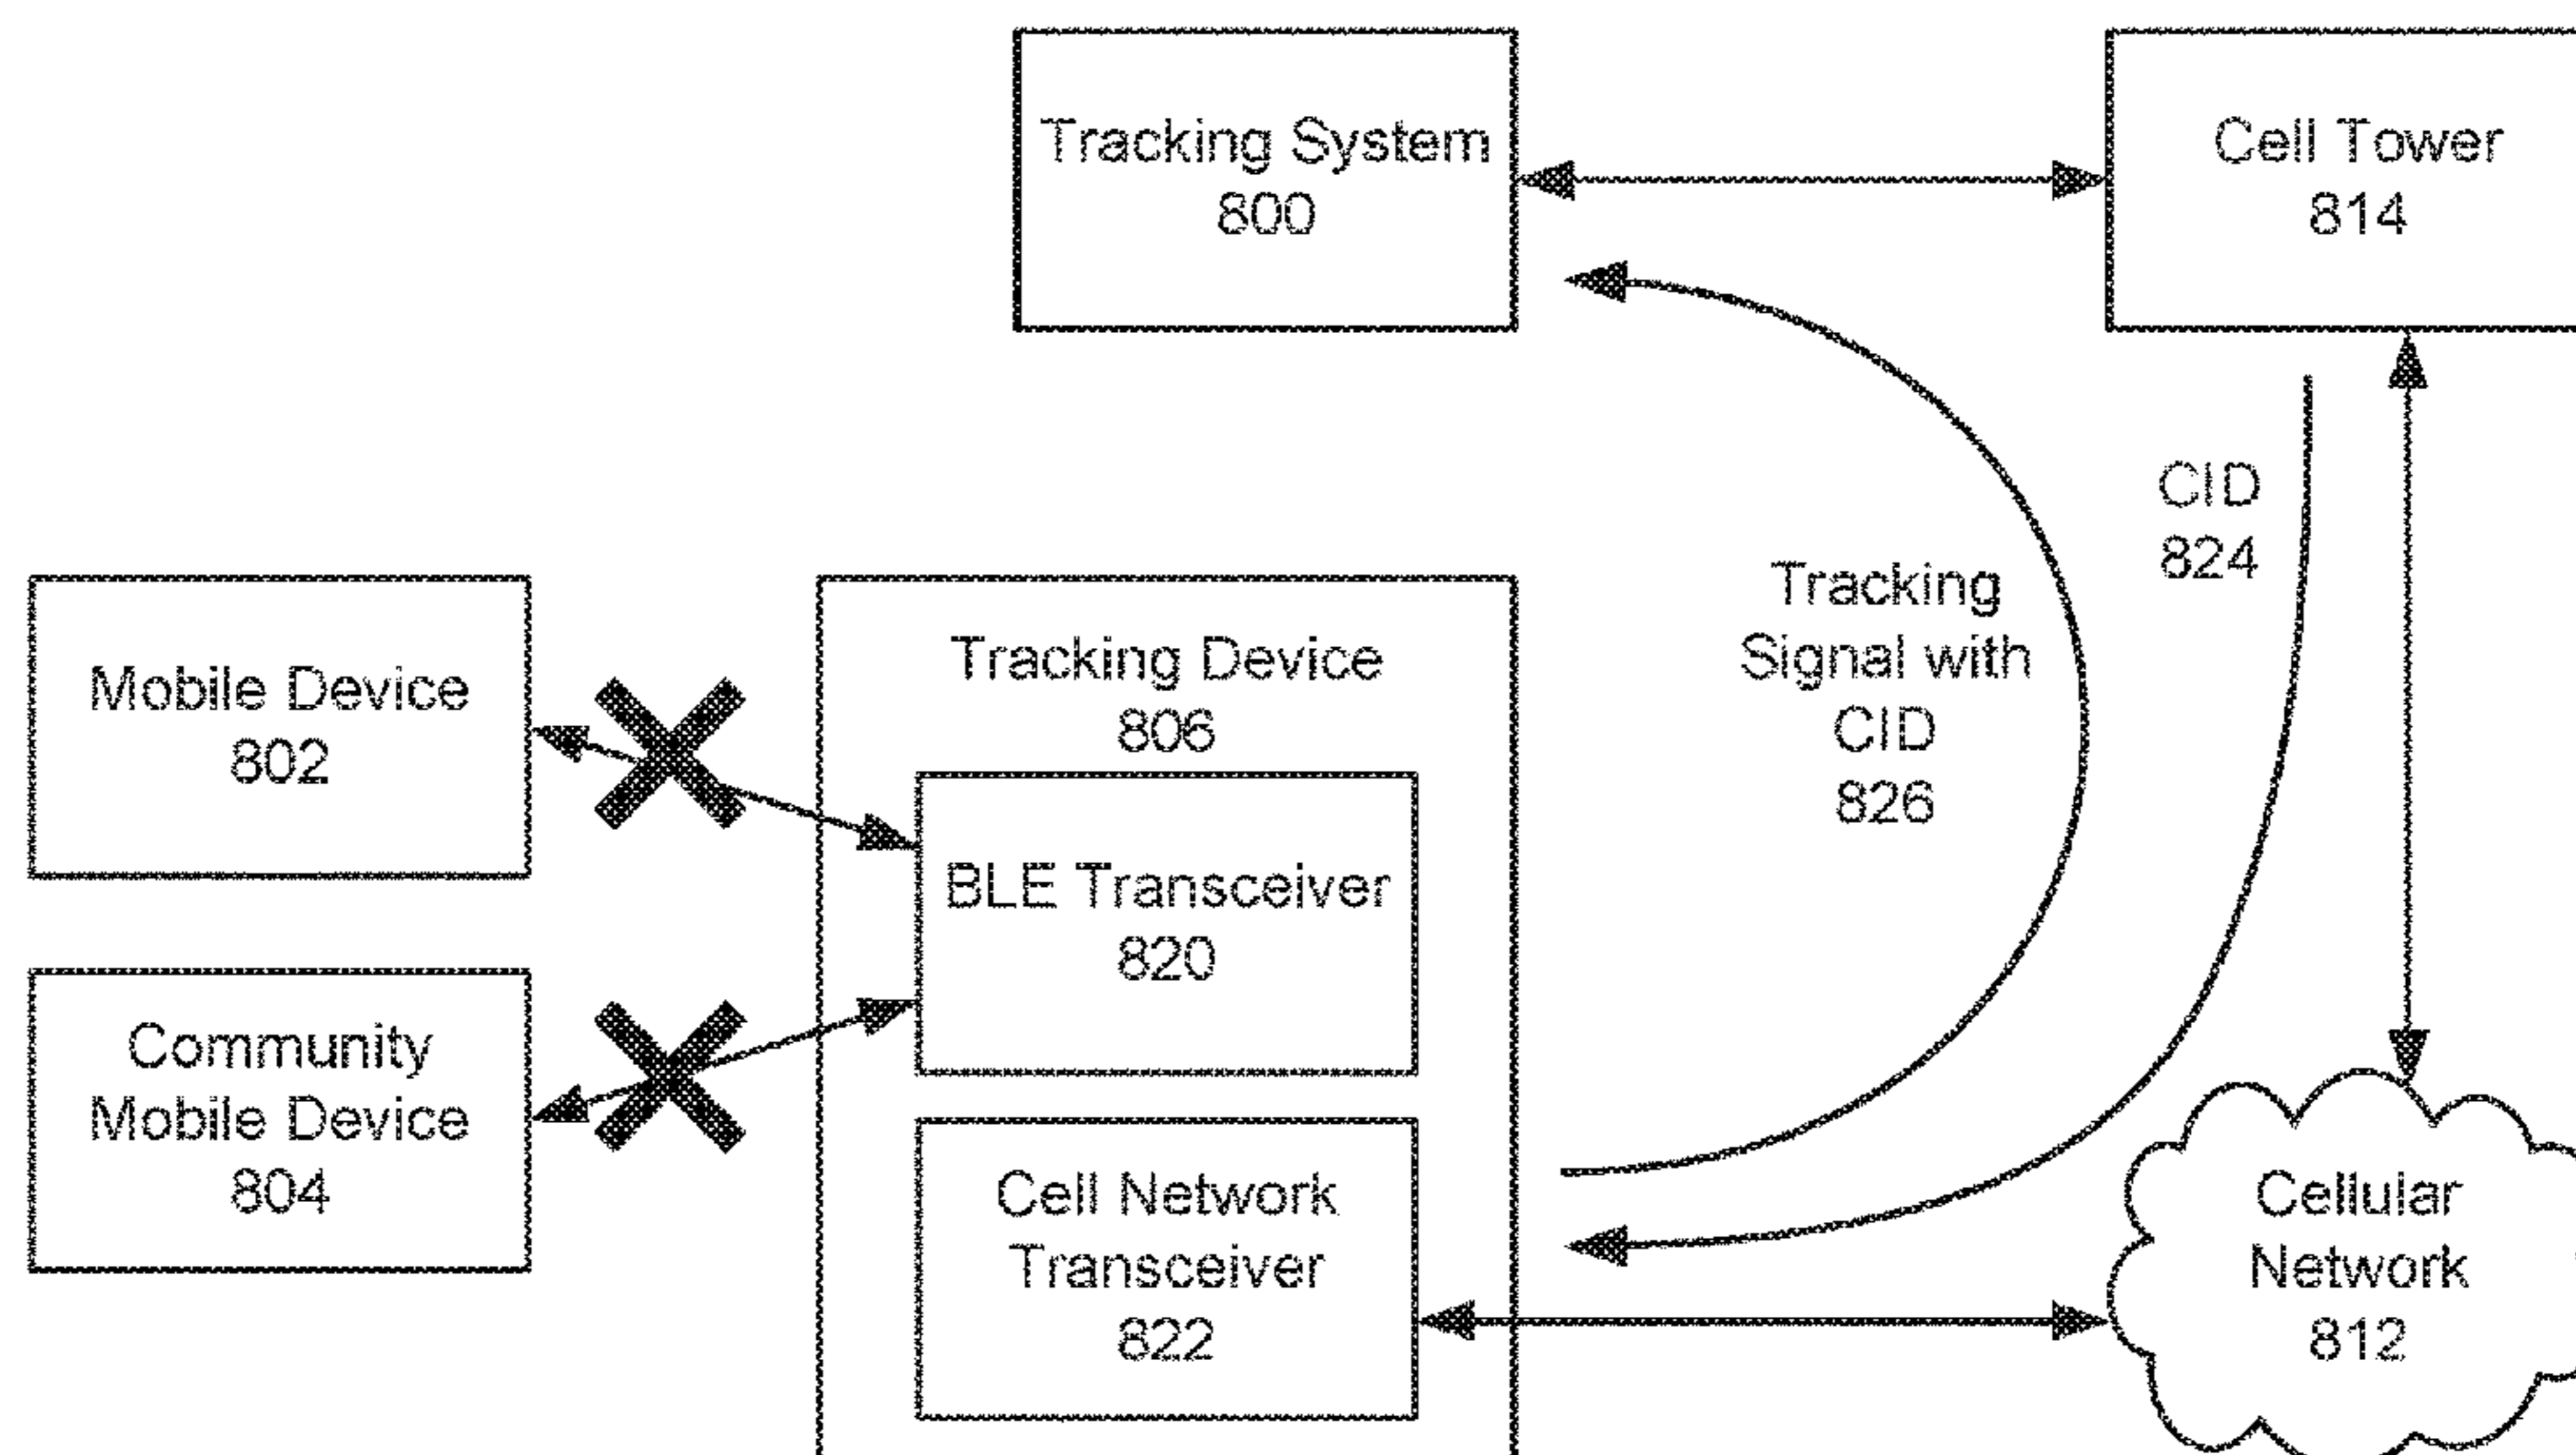 Tracking System
800
Cell Tower
814
CID
824
Tracking
Signal with
CID
826
Mobile Device
802
Tracking Device
806
BLE Transceiver
820
Community
Mobile Device
804
Cell Network
Transceiver
822
Cellular
Network
812